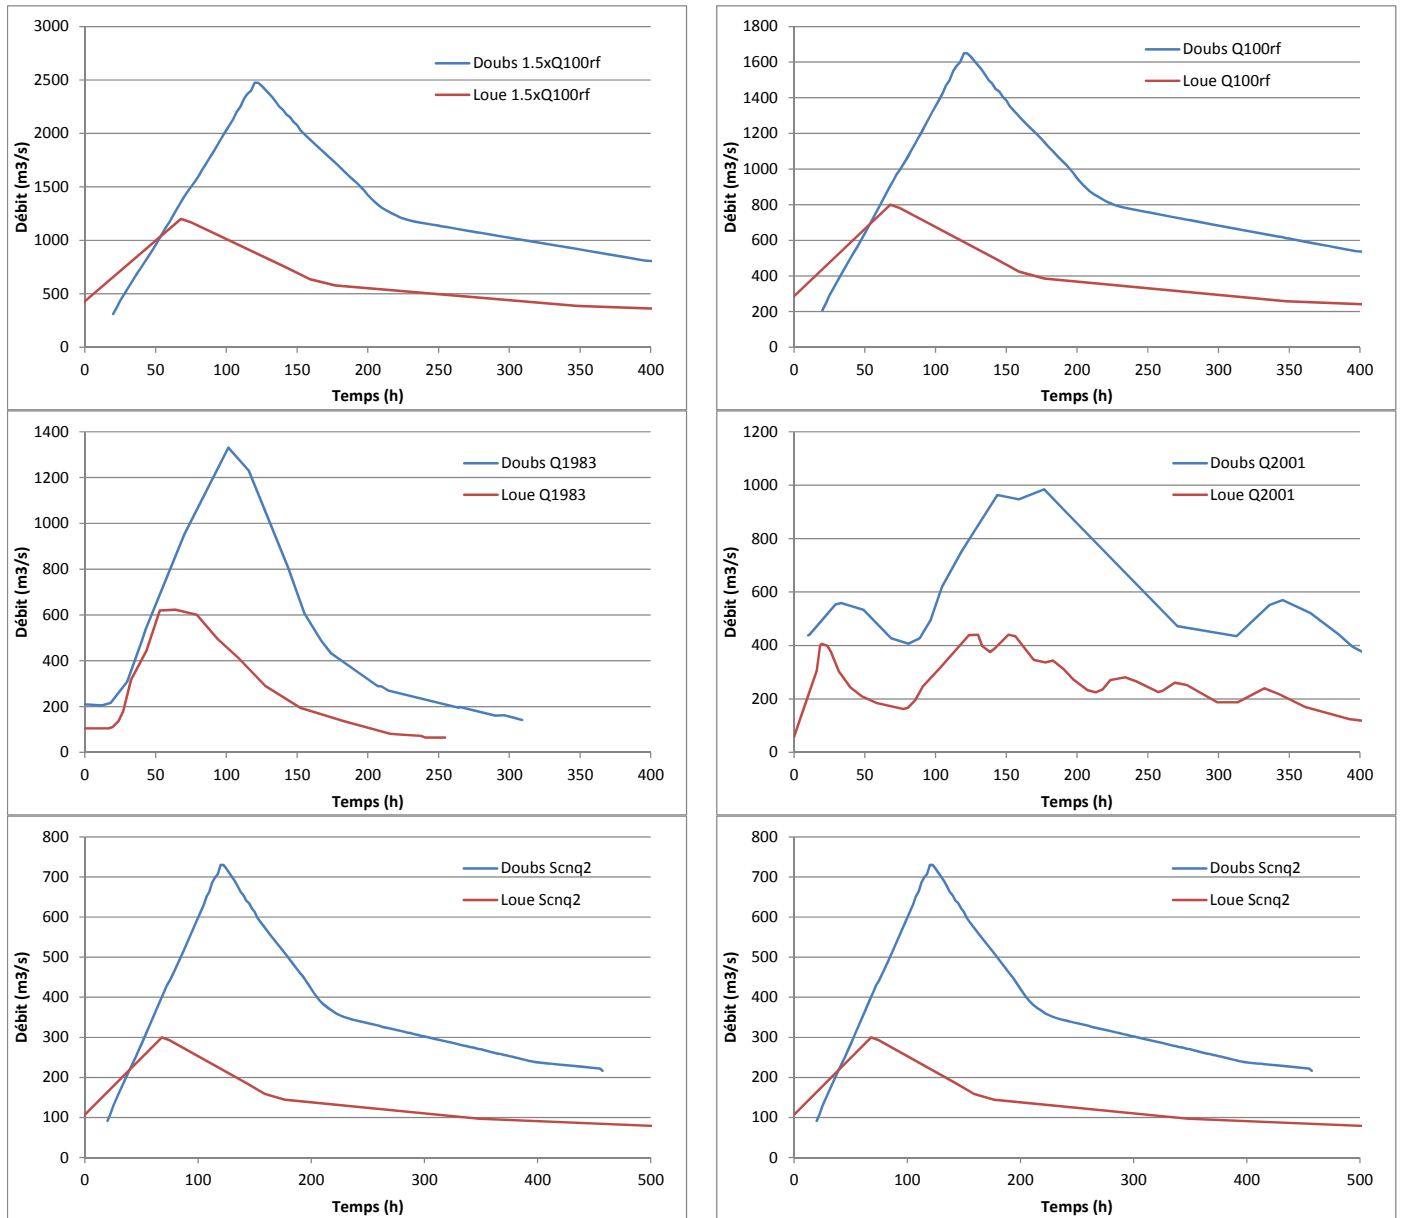 3000
2500
2000
1500
1000
500
0
Débit (m3/s)
Doubs 1.5xQ100rf
Loue 1.5xQ100rf
0 50 100 150 200 250 300 350 400
Temps (h)
1800
1600
1400
1200
1000
800
600
400
200
0
Débit (m3/s)
Doubs Q100rf
Loue Q100rf
0 50 100 150 200 250 300 350 400
Temps (h)
1400
1200
1000
800
600
400
200
0
Débit (m3/s)
Doubs Q1983
Loue Q1983
0 50 100 150 200 250 300 350 400
Temps (h)
1200
1000
800
600
400
200
0
Débit (m3/s)
Doubs Q2001
Loue Q2001
0 50 100 150 200 250 300 350 400
Temps (h)
800
700
600
500
400
300
200
100
0
Débit (m3/s)
Doubs Scnq2
Loue Scnq2
0 100 200 300 400 500
Temps (h)
800
700
600
500
400
300
200
100
0
Débit (m3/s)
Doubs Scnq2
Loue Scnq2
0 100 200 300 400 500
Temps (h)